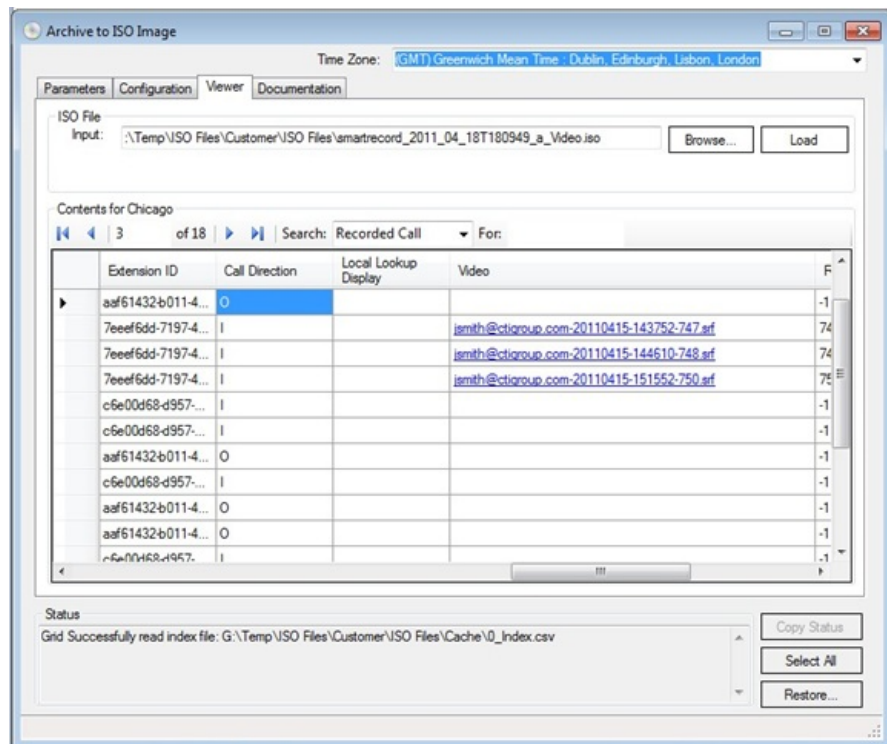 Archive to ISO Image
Time Zone: (GMT) Greenwich Mean Time : Dublin, Edinburgh, Lisbon, London
Parameters Configuration Viewer Documentation
ISO File
Input: :\Temp\ISO Files\Customer\ISO Files\smartrecord_2011_04_18T180949_a_Video.iso Browse... Load
Contents for Chicago
3 of 18 Search: Recorded Call For:
Extension ID Call Direction Local Lookup Display Video
aaf61432-b011-4... O -1
7eeef6dd-7197-4... I jsmith@ctigroup.com-20110415-143752-747.srf 74
7eeef6dd-7197-4... I jsmith@ctigroup.com-20110415-144610-748.srf 74
7eeef6dd-7197-4... I jsmith@ctigroup.com-20110415-151552-750.srf 75
c6e00d68-d957-... I -1
c6e00d68-d957-... I -1
aaf61432-b011-4... O -1
c6e00d68-d957-... I -1
aaf61432-b011-4... O -1
aaf61432-b011-4... O -1
c6e00d68-d957- I -1
Status
Grid Successfully read index file: G:\Temp\ISO Files\Customer\ISO Files\Cache\0_Index.csv
Copy Status
Select All
Restore...